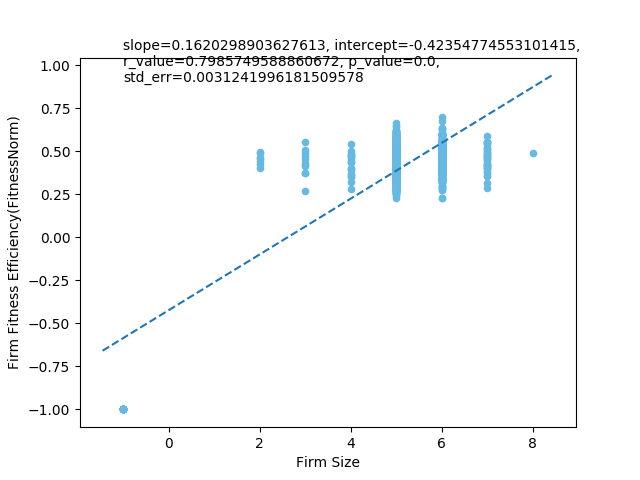 slope=0.1620298903627613, intercept=-0.42354774553101415,
r_value=0.7985749588860672, p_value=0.0,
std_err=0.0031241996181509578
1.00
0.75
0.50
0.25
0.00
−0.25
−0.50
−0.75
−1.00
Firm Fitness Efficiency(FitnessNorm)
0 2 4 6 8
Firm Size